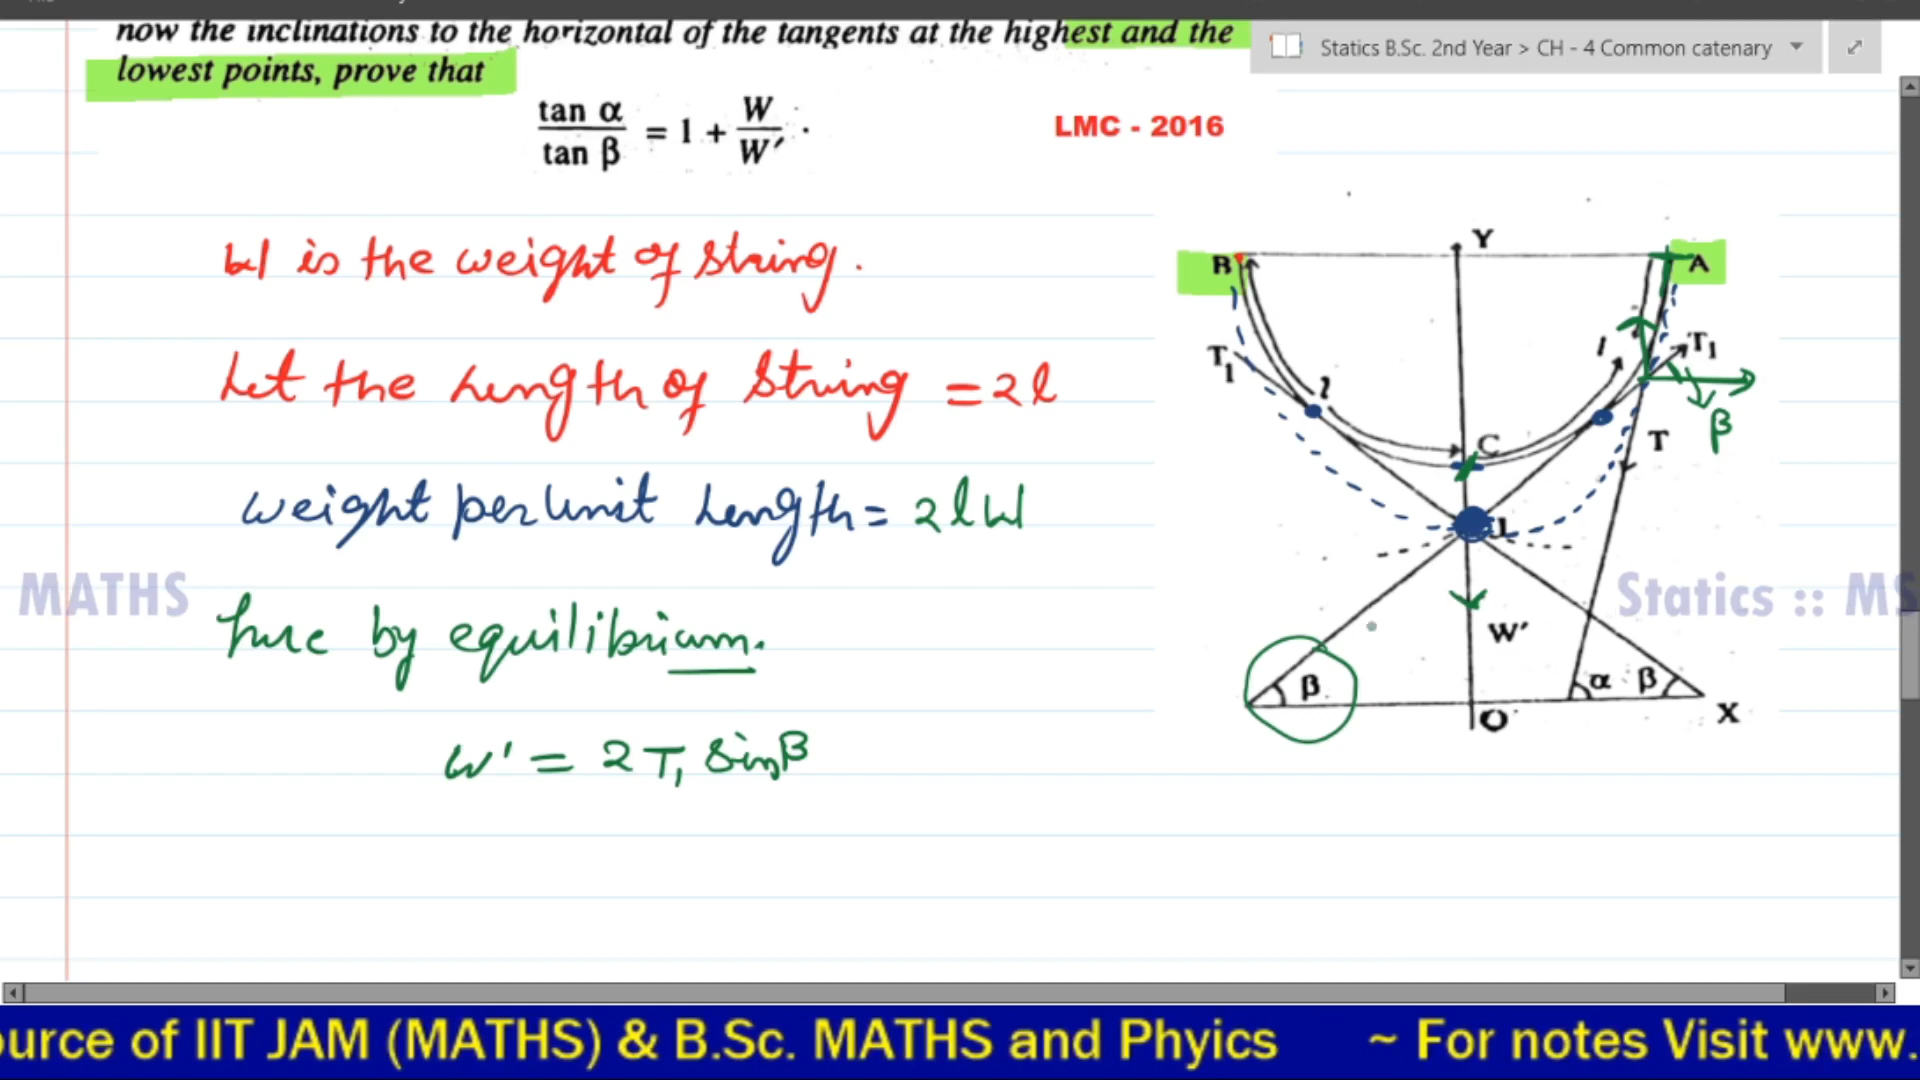 now the inclinations to the horizontal of the tangents at the highest and the
lowest points, prove that
Statics B.Sc. 2nd Year > CH - 4 Common catenary
tan α / tan β = 1 + W / W′ .
LMC - 2016
W is the weight of string.
Let the Length of String = 2l
weight per unit Length = 2lW
here by equilibrium.
W' = 2T₁ sinβ
Y
B
A
T₁
l
l
T₁
C
T
β
L
W′
β
α
β
O
X
MATHS
Statics :: MS
ource of IIT JAM (MATHS) & B.Sc. MATHS and Phyics ~ For notes Visit www.